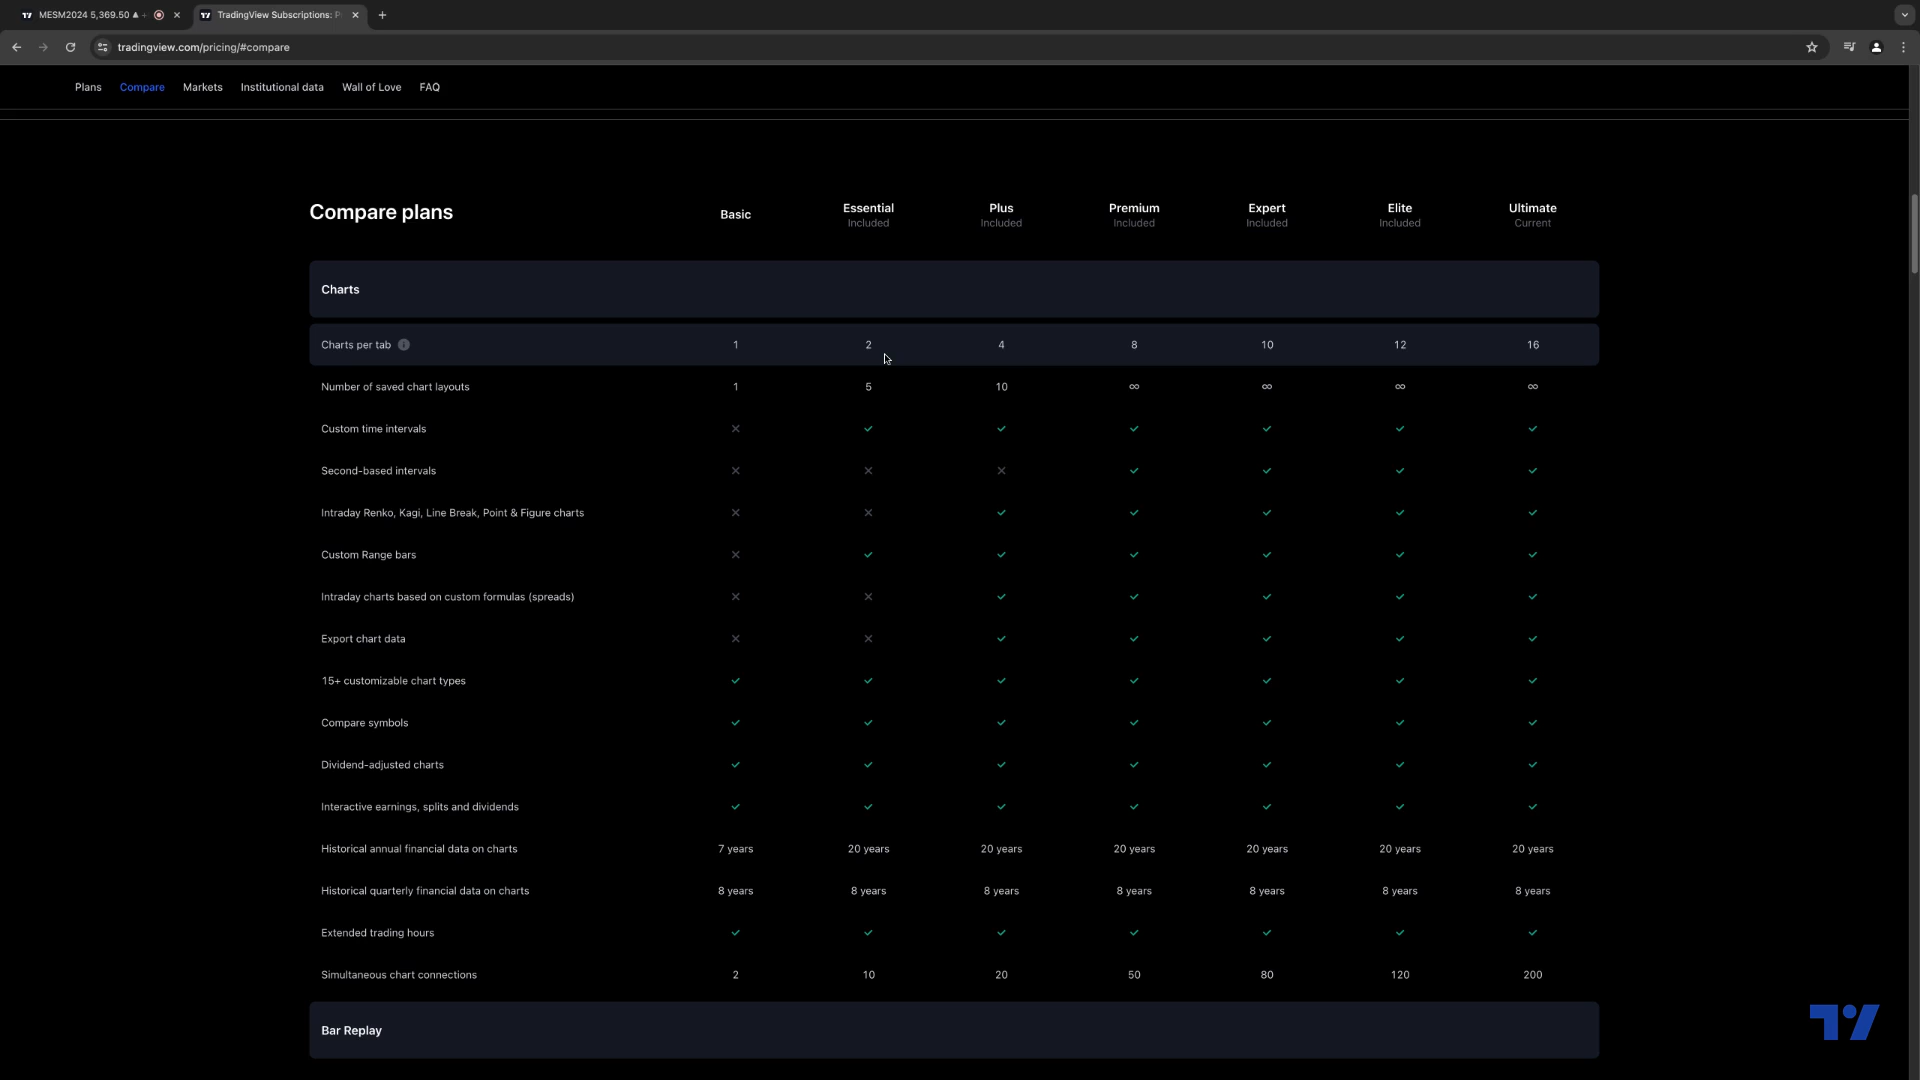 MESM2024 5,369.50 ▲ +
TradingView Subscriptions: P
tradingview.com/pricing/#compare
Plans Compare Markets Institutional data Wall of Love FAQ
Compare plans Basic Essential Plus Premium Expert Elite Ultimate
Included Included Included Included Included Current
Charts
Charts per tab 1 2 4 8 10 12 16
Number of saved chart layouts 1 5 10 ∞ ∞ ∞ ∞
Custom time intervals
Second-based intervals
Intraday Renko, Kagi, Line Break, Point & Figure charts
Custom Range bars
Intraday charts based on custom formulas (spreads)
Export chart data
15+ customizable chart types
Compare symbols
Dividend-adjusted charts
Interactive earnings, splits and dividends
Historical annual financial data on charts 7 years 20 years 20 years 20 years 20 years 20 years 20 years
Historical quarterly financial data on charts 8 years 8 years 8 years 8 years 8 years 8 years 8 years
Extended trading hours
Simultaneous chart connections 2 10 20 50 80 120 200
Bar Replay